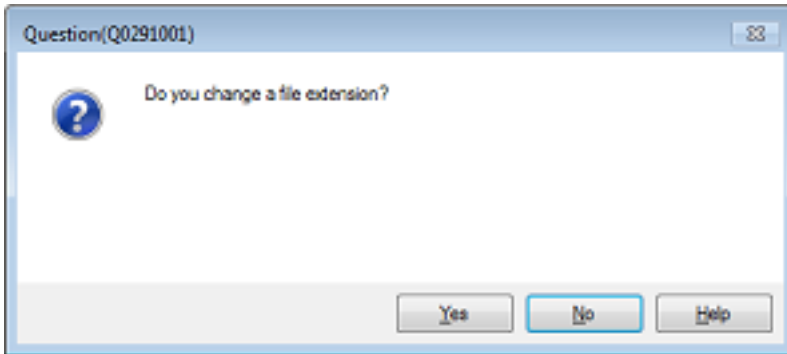 Question(Q0291001)
Do you change a file extension?
?
Yes
No
Help